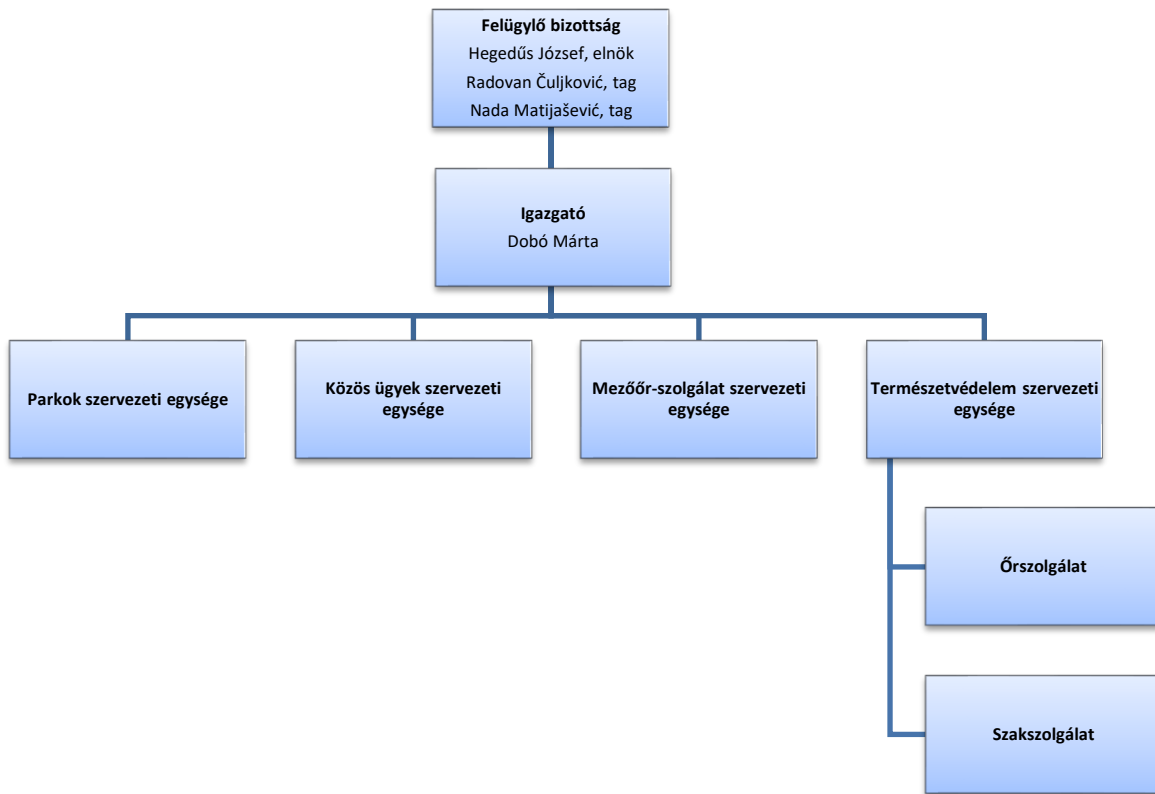 Felügylő bizottság
Hegedűs József, elnök
Radovan Čuljković, tag
Nada Matijašević, tag
Igazgató
Dobó Márta
Parkok szervezeti egysége
Közös ügyek szervezeti
egysége
Mezőőr-szolgálat szervezeti
egysége
Természetvédelem szervezeti
egysége
Őrszolgálat
Szakszolgálat